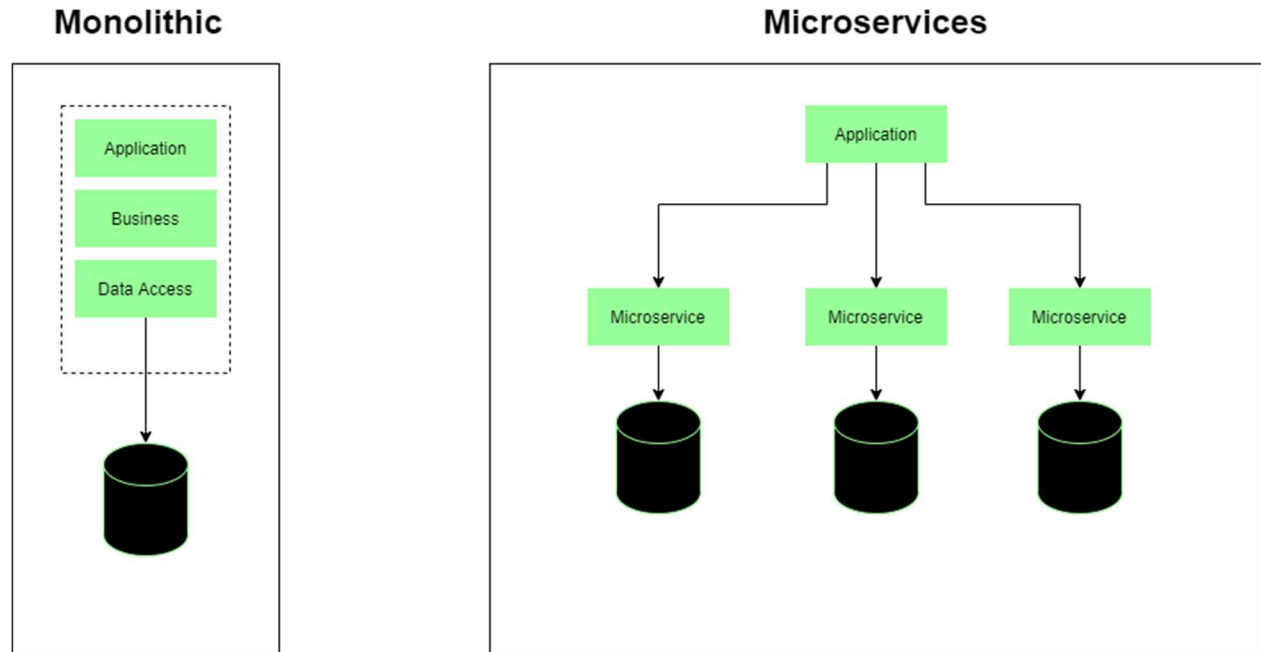 Monolithic
Microservices
Application
Business
Data Access
Application
Microservice
Microservice
Microservice